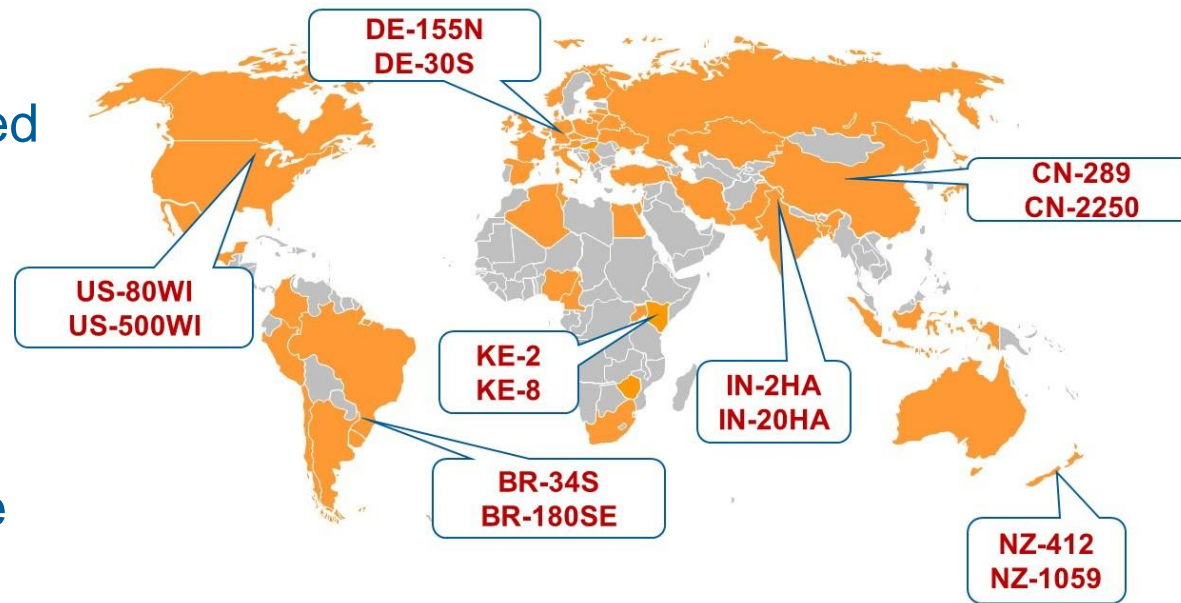 DE-155N
DE-30S
ed
CN-289
CN-2250
US-80WI
US-500WI
KE-2
KE-8
IN-2HA
IN-20HA
BR-34S
BR-180SE
e
NZ-412
NZ-1059